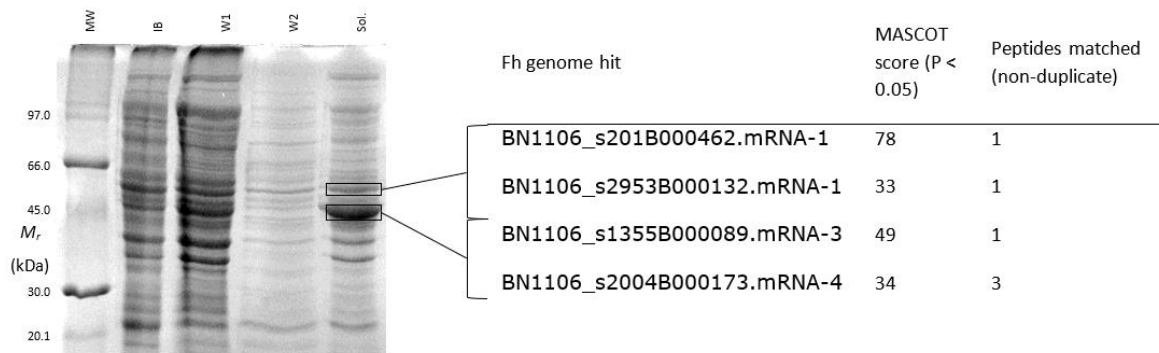 MW IB W1 W2 Sol.
97.0
66.0
45.0
Mr
(kDa)
30.0
20.1
Fh genome hit
MASCOT
score (P <
0.05)
Peptides matched
(non-duplicate)
BN1106_s201B000462.mRNA-1 78 1
BN1106_s2953B000132.mRNA-1 33 1
BN1106_s1355B000089.mRNA-3 49 1
BN1106_s2004B000173.mRNA-4 34 3